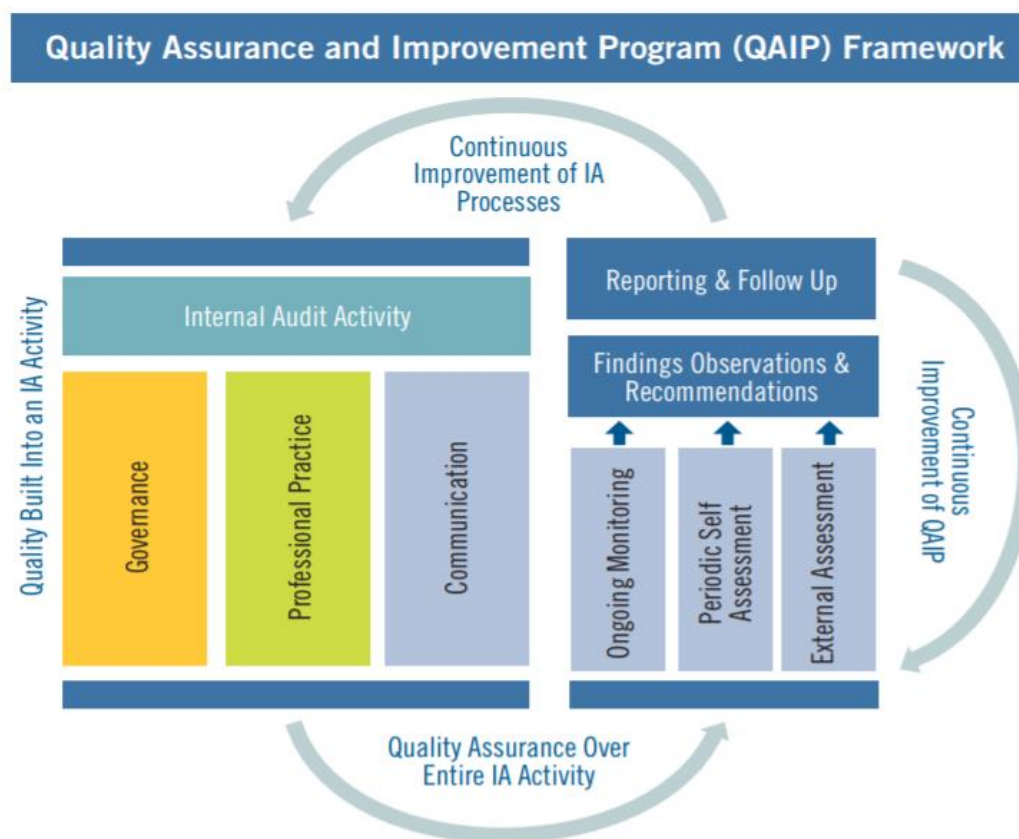 Quality Assurance and Improvement Program (QAIP) Framework
Continuous
Improvement of IA
Processes
Quality Built Into an IA Activity
Internal Audit Activity
Governance
Professional Practice
Communication
Reporting & Follow Up
Findings Observations &
Recommendations
Ongoing Monitoring
Periodic Self
Assessment
External Assessment
Continuous
Improvement of QAIP
Quality Assurance Over
Entire IA Activity